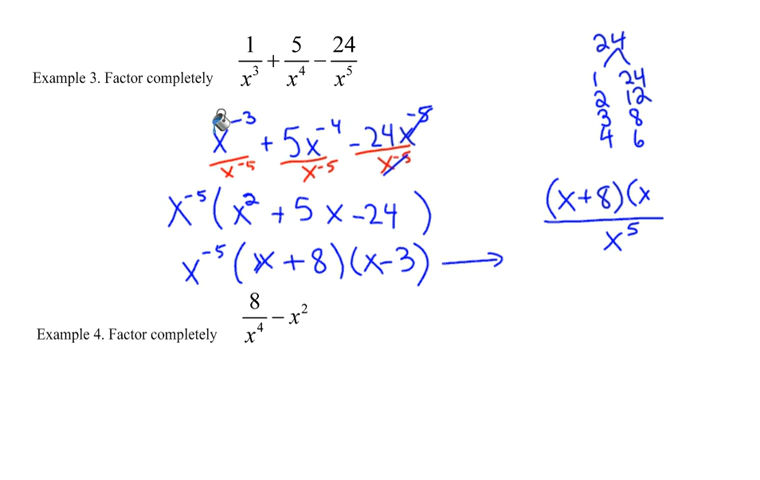 Example 3. Factor completely 1/x³ + 5/x⁴ − 24/x⁵
24
1 24
2 12
3 8
4 6
x⁻³/x⁻⁵ + 5x⁻⁴/x⁻⁵ − 24x⁻⁵/x⁻⁵
x⁻⁵(x² + 5x − 24)
x⁻⁵(x + 8)(x − 3) ⟶ (x+8)(x / x⁵
Example 4. Factor completely 8/x⁴ − x²